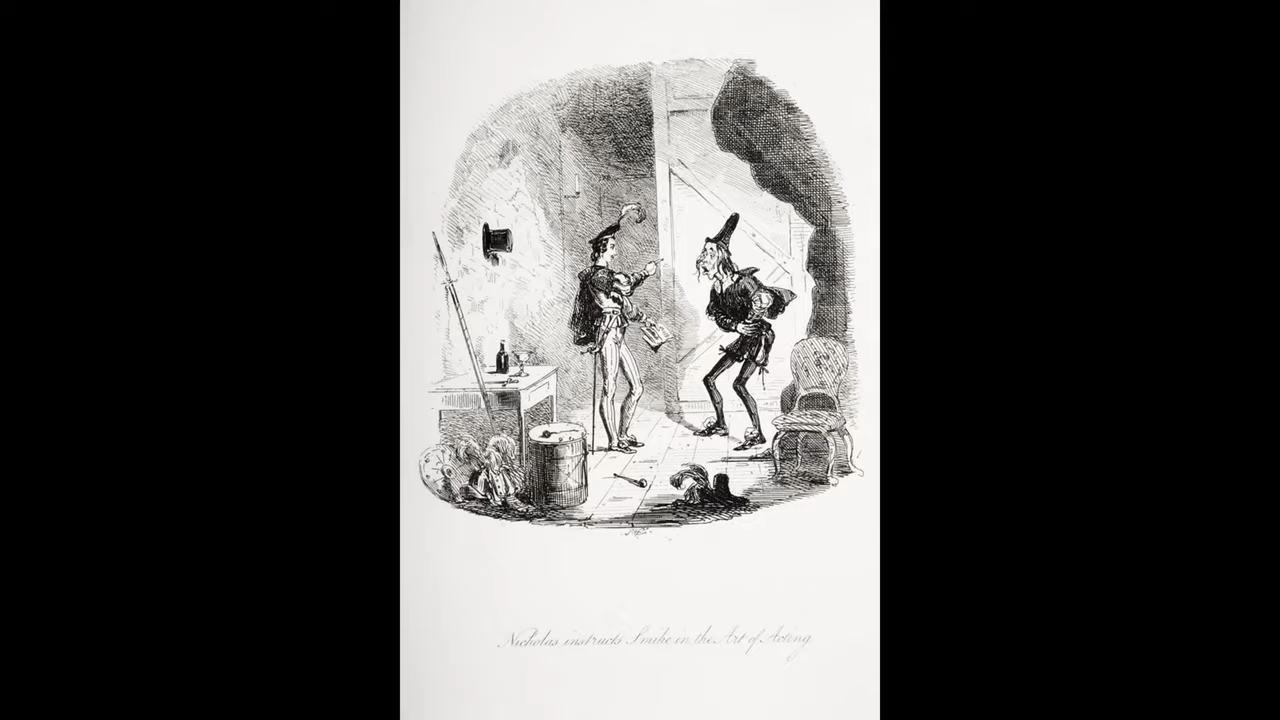 Nicholas instructs Smike in the Art of Acting